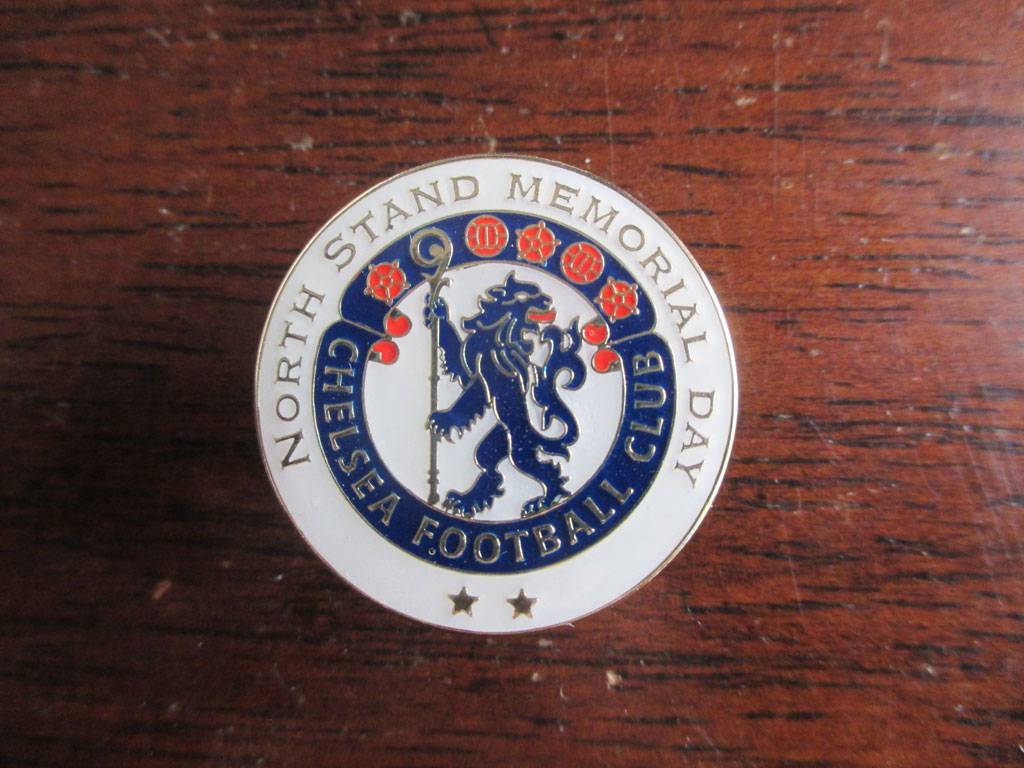 NORTH STAND MEMORIAL DAY
CHELSEA FOOTBALL CLUB